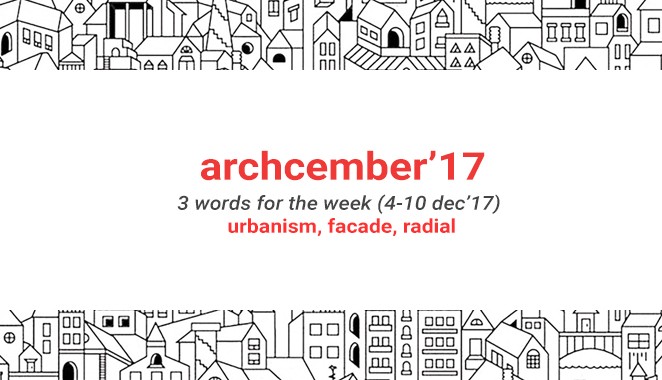 archcember’17
3 words for the week (4-10 dec’17)
urbanism, facade, radial